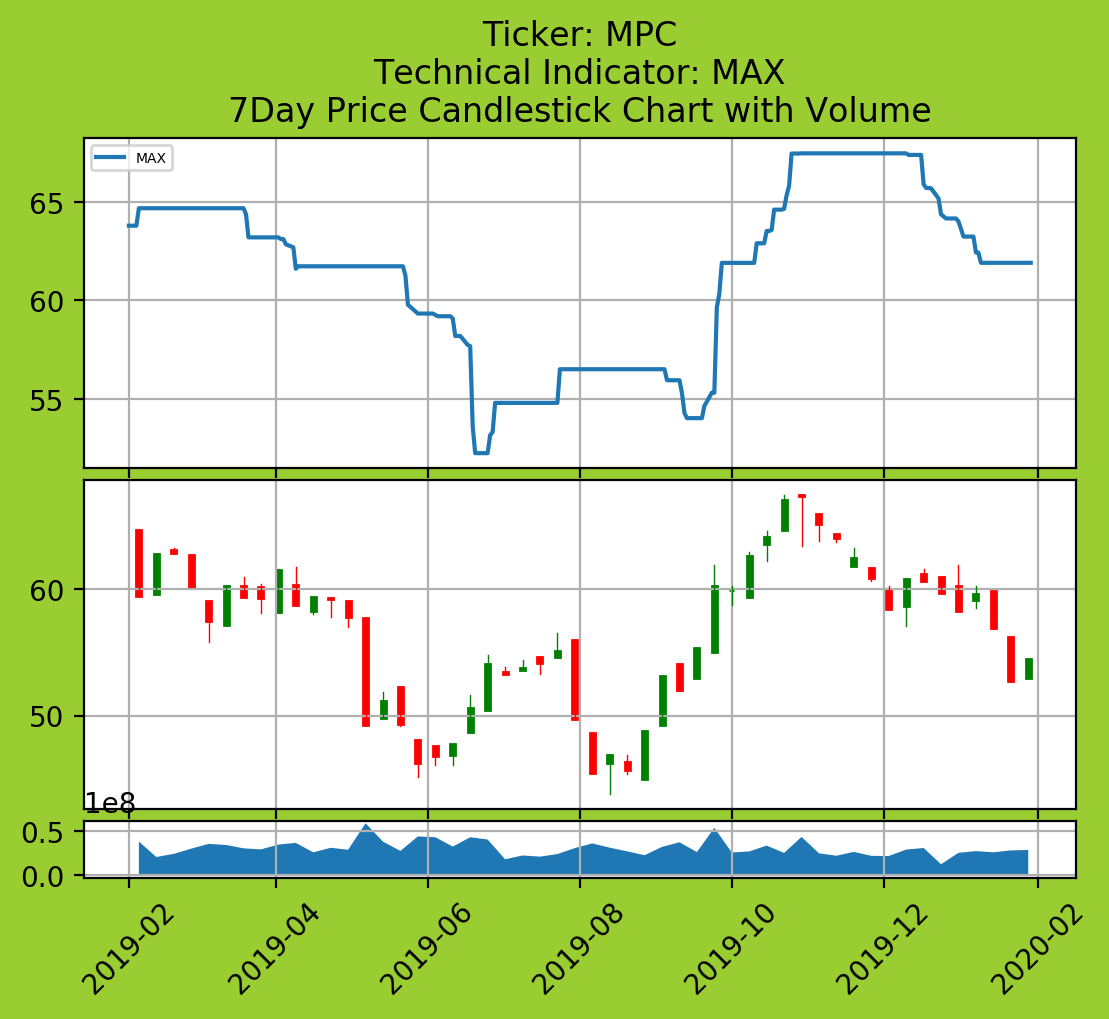 Ticker: MPC
Technical Indicator: MAX
7Day Price Candlestick Chart with Volume
MAX
65
60
55
60
50
1e8
0.5
0.0
2019-02
2019-04
2019-06
2019-08
2019-10
2019-12
2020-02